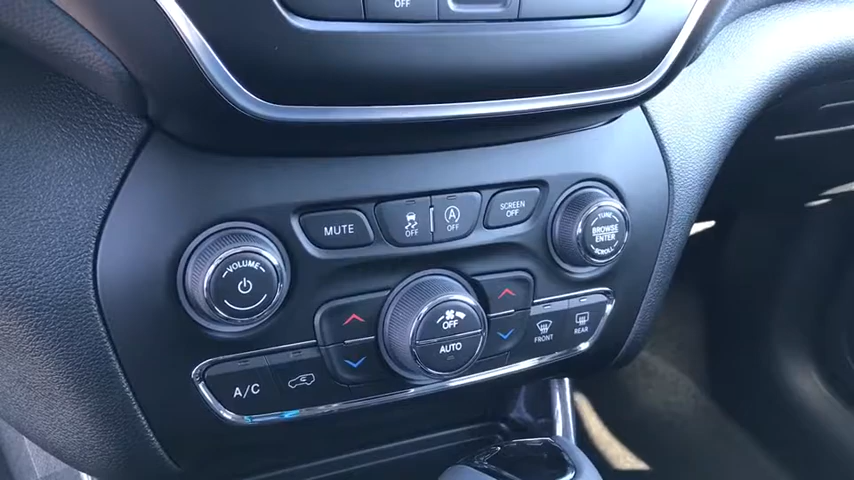 OFF
MUTE
OFF
A
OFF
SCREEN
OFF
TUNE
BROWSE
ENTER
SCROLL
VOLUME
OFF
AUTO
FRONT
REAR
A/C